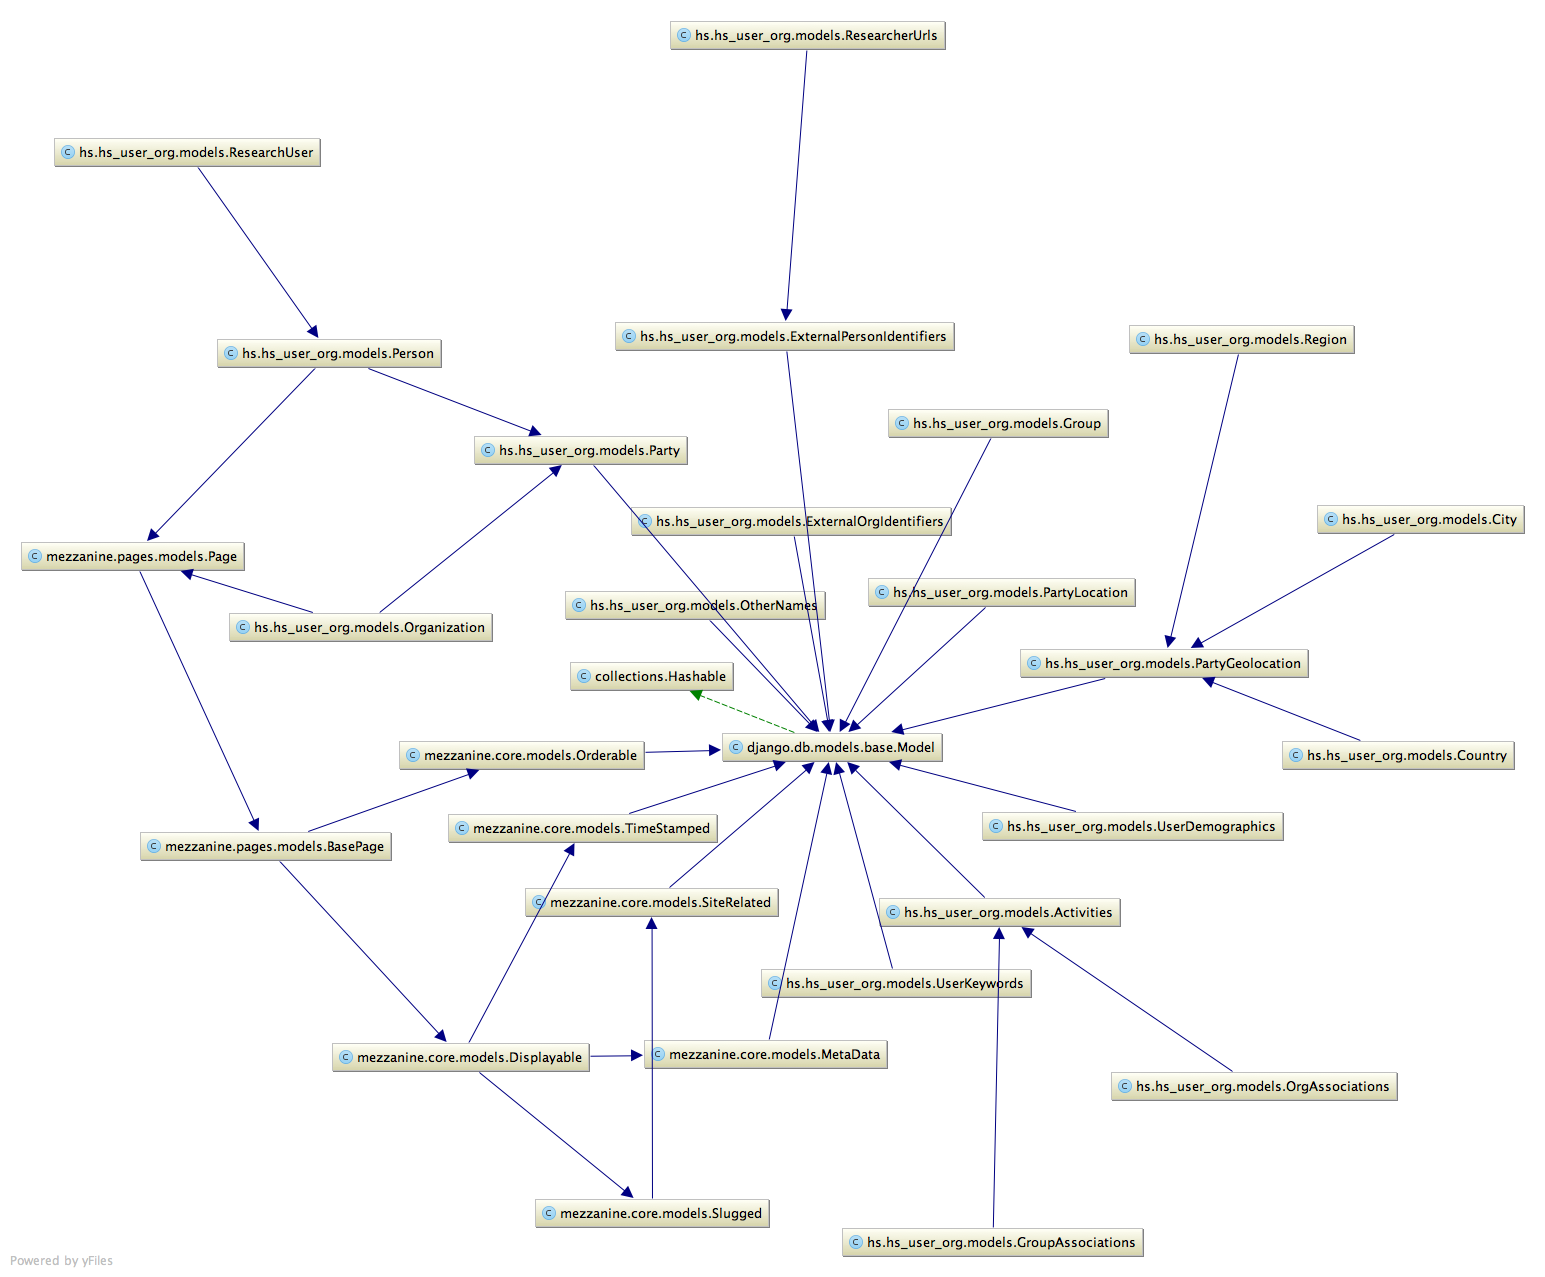 hs.hs_user_org.models.ResearcherUrls
hs.hs_user_org.models.ResearchUser
hs.hs_user_org.models.ExternalPersonIdentifiers
hs.hs_user_org.models.Region
hs.hs_user_org.models.Person
hs.hs_user_org.models.Group
hs.hs_user_org.models.Party
hs.hs_user_org.models.ExternalOrgIdentifiers
hs.hs_user_org.models.City
mezzanine.pages.models.Page
hs.hs_user_org.models.PartyLocation
hs.hs_user_org.models.OtherNames
hs.hs_user_org.models.Organization
hs.hs_user_org.models.PartyGeolocation
collections.Hashable
django.db.models.base.Model
mezzanine.core.models.Orderable
hs.hs_user_org.models.Country
hs.hs_user_org.models.UserDemographics
mezzanine.core.models.TimeStamped
mezzanine.pages.models.BasePage
mezzanine.core.models.SiteRelated
hs.hs_user_org.models.Activities
hs.hs_user_org.models.UserKeywords
mezzanine.core.models.MetaData
mezzanine.core.models.Displayable
hs.hs_user_org.models.OrgAssociations
mezzanine.core.models.Slugged
hs.hs_user_org.models.GroupAssociations
Powered by yFiles